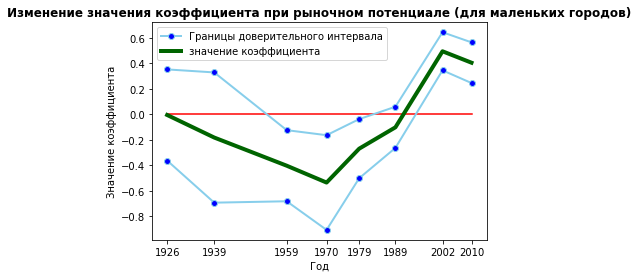 Изменение значения коэффициента при рыночном потенциале (для маленьких городов)
Границы доверительного интервала
значение коэффициента
Значение коэффициента
0.6
0.4
0.2
0.0
−0.2
−0.4
−0.6
−0.8
1926 1939 1959 1970 1979 1989 2002 2010
Год